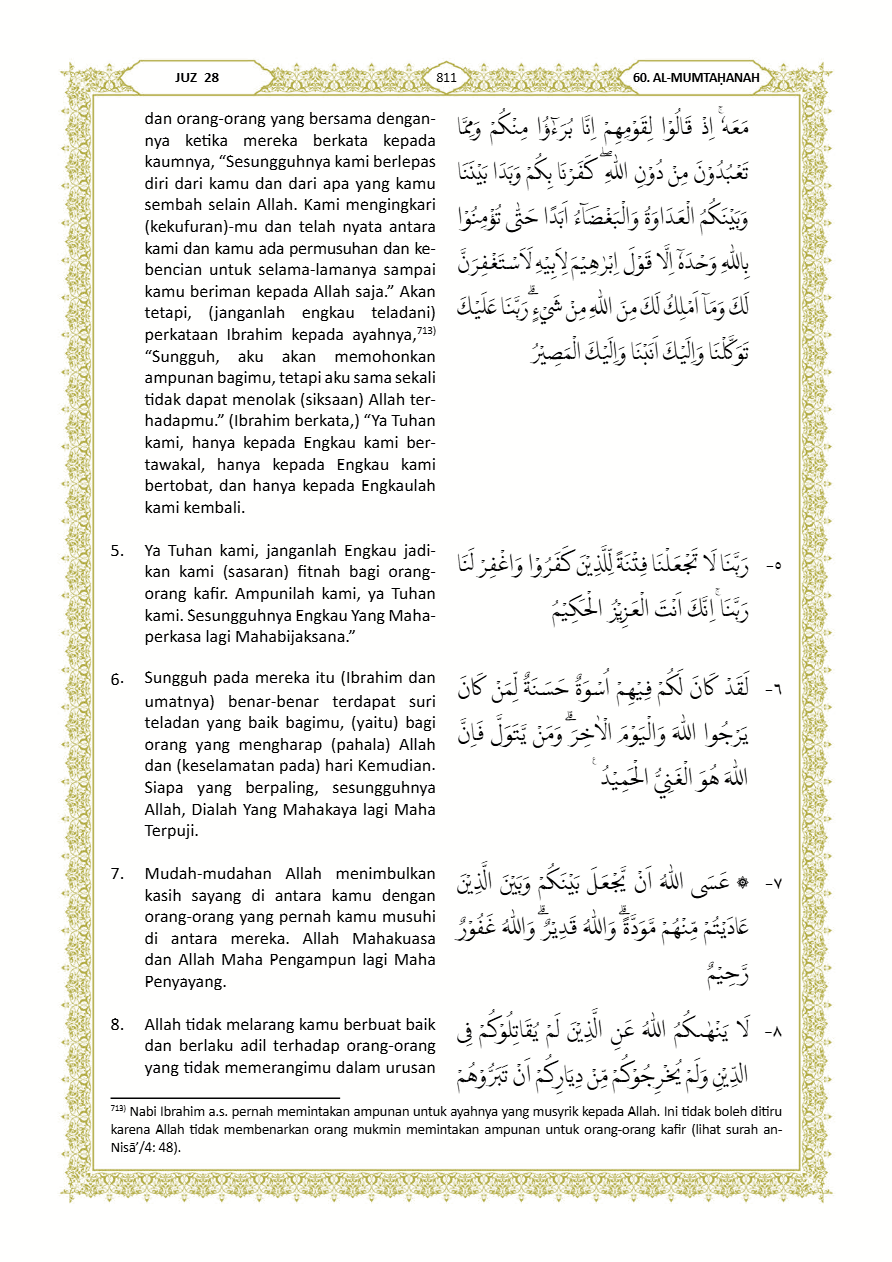 JUZ 28
811
60. AL-MUMTAḤANAH
dan orang-orang yang bersama dengan-
nya ketika mereka berkata kepada
kaumnya, “Sesungguhnya kami berlepas
diri dari kamu dan dari apa yang kamu
sembah selain Allah. Kami mengingkari
(kekufuran)-mu dan telah nyata antara
kami dan kamu ada permusuhan dan ke-
bencian untuk selama-lamanya sampai
kamu beriman kepada Allah saja.” Akan
tetapi, (janganlah engkau teladani)
perkataan Ibrahim kepada ayahnya,⁷¹³⁾
“Sungguh, aku akan memohonkan
ampunan bagimu, tetapi aku sama sekali
tidak dapat menolak (siksaan) Allah ter-
hadapmu.” (Ibrahim berkata,) “Ya Tuhan
kami, hanya kepada Engkau kami ber-
tawakal, hanya kepada Engkau kami
bertobat, dan hanya kepada Engkaulah
kami kembali.
مَعَهٗۚ اِذْ قَالُوْا لِقَوْمِهِمْ اِنَّا بُرَءٰۤؤُا مِنْكُمْ وَمِمَّا
تَعْبُدُوْنَ مِنْ دُوْنِ اللّٰهِ ۖ كَفَرْنَا بِكُمْ وَبَدَا بَيْنَنَا
وَبَيْنَكُمُ الْعَدَاوَةُ وَالْبَغْضَاۤءُ اَبَدًا حَتّٰى تُؤْمِنُوْا
بِاللّٰهِ وَحْدَهٗٓ اِلَّا قَوْلَ اِبْرٰهِيْمَ لِاَبِيْهِ لَاَسْتَغْفِرَنَّ
لَكَ وَمَآ اَمْلِكُ لَكَ مِنَ اللّٰهِ مِنْ شَيْءٍۗ رَبَّنَا عَلَيْكَ
تَوَكَّلْنَا وَاِلَيْكَ اَنَبْنَا وَاِلَيْكَ الْمَصِيْرُ
5. Ya Tuhan kami, janganlah Engkau jadi-
kan kami (sasaran) fitnah bagi orang-
orang kafir. Ampunilah kami, ya Tuhan
kami. Sesungguhnya Engkau Yang Maha-
perkasa lagi Mahabijaksana.”
٥- رَبَّنَا لَا تَجْعَلْنَا فِتْنَةً لِّلَّذِيْنَ كَفَرُوْا وَاغْفِرْ لَنَا
رَبَّنَاۚ اِنَّكَ اَنْتَ الْعَزِيْزُ الْحَكِيْمُ
6. Sungguh pada mereka itu (Ibrahim dan
umatnya) benar-benar terdapat suri
teladan yang baik bagimu, (yaitu) bagi
orang yang mengharap (pahala) Allah
dan (keselamatan pada) hari Kemudian.
Siapa yang berpaling, sesungguhnya
Allah, Dialah Yang Mahakaya lagi Maha
Terpuji.
٦- لَقَدْ كَانَ لَكُمْ فِيْهِمْ اُسْوَةٌ حَسَنَةٌ لِّمَنْ كَانَ
يَرْجُوا اللّٰهَ وَالْيَوْمَ الْاٰخِرَۗ وَمَنْ يَّتَوَلَّ فَاِنَّ
اللّٰهَ هُوَ الْغَنِيُّ الْحَمِيْدُ ࣖ
7. Mudah-mudahan Allah menimbulkan
kasih sayang di antara kamu dengan
orang-orang yang pernah kamu musuhi
di antara mereka. Allah Mahakuasa
dan Allah Maha Pengampun lagi Maha
Penyayang.
٧- ۞ عَسَى اللّٰهُ اَنْ يَّجْعَلَ بَيْنَكُمْ وَبَيْنَ الَّذِيْنَ
عَادَيْتُمْ مِّنْهُمْ مَّوَدَّةًۗ وَاللّٰهُ قَدِيْرٌۗ وَاللّٰهُ غَفُوْرٌ
رَّحِيْمٌ
8. Allah tidak melarang kamu berbuat baik
dan berlaku adil terhadap orang-orang
yang tidak memerangimu dalam urusan
٨- لَا يَنْهٰىكُمُ اللّٰهُ عَنِ الَّذِيْنَ لَمْ يُقَاتِلُوْكُمْ فِى
الدِّيْنِ وَلَمْ يُخْرِجُوْكُمْ مِّنْ دِيَارِكُمْ اَنْ تَبَرُّوْهُمْ
⁷¹³⁾ Nabi Ibrahim a.s. pernah memintakan ampunan untuk ayahnya yang musyrik kepada Allah. Ini tidak boleh ditiru
karena Allah tidak membenarkan orang mukmin memintakan ampunan untuk orang-orang kafir (lihat surah an-
Nisā’/4: 48).